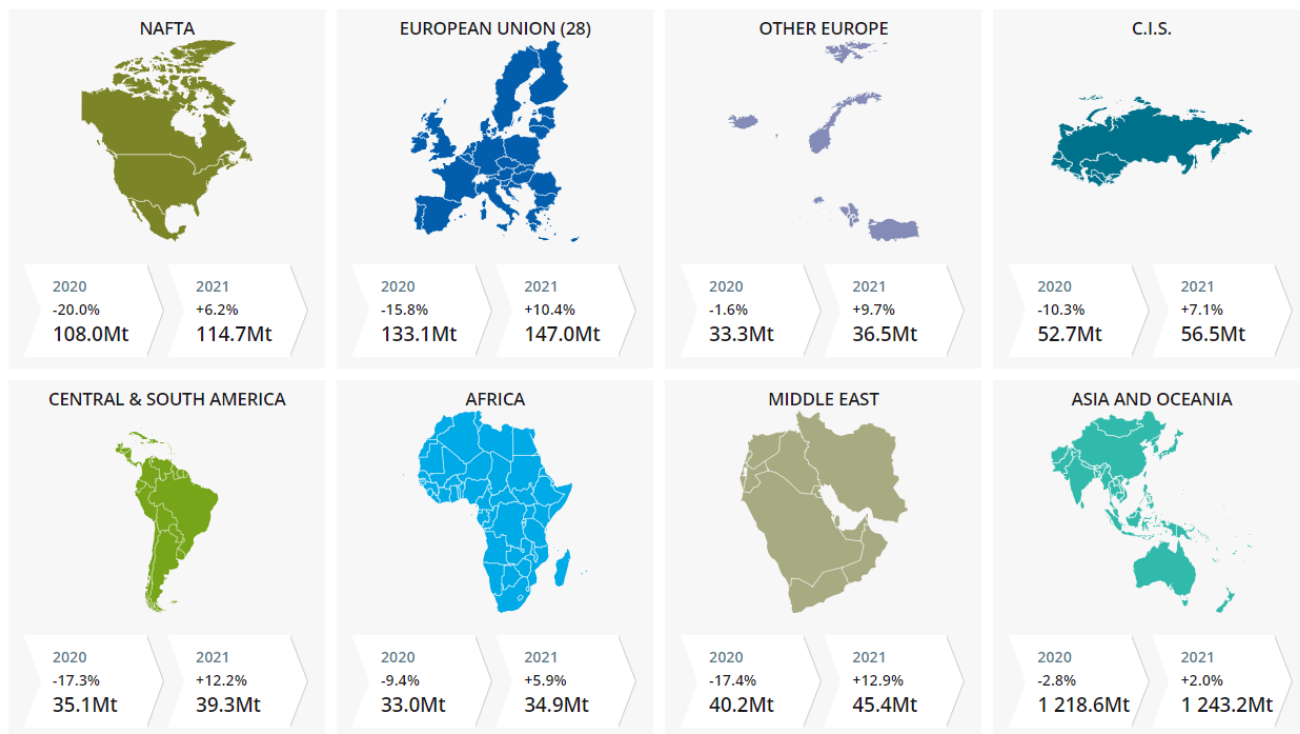 NAFTA
2020
-20.0%
108.0Mt
2021
+6.2%
114.7Mt
EUROPEAN UNION (28)
2020
-15.8%
133.1Mt
2021
+10.4%
147.0Mt
OTHER EUROPE
2020
-1.6%
33.3Mt
2021
+9.7%
36.5Mt
C.I.S.
2020
-10.3%
52.7Mt
2021
+7.1%
56.5Mt
CENTRAL & SOUTH AMERICA
2020
-17.3%
35.1Mt
2021
+12.2%
39.3Mt
AFRICA
2020
-9.4%
33.0Mt
2021
+5.9%
34.9Mt
MIDDLE EAST
2020
-17.4%
40.2Mt
2021
+12.9%
45.4Mt
ASIA AND OCEANIA
2020
-2.8%
1 218.6Mt
2021
+2.0%
1 243.2Mt